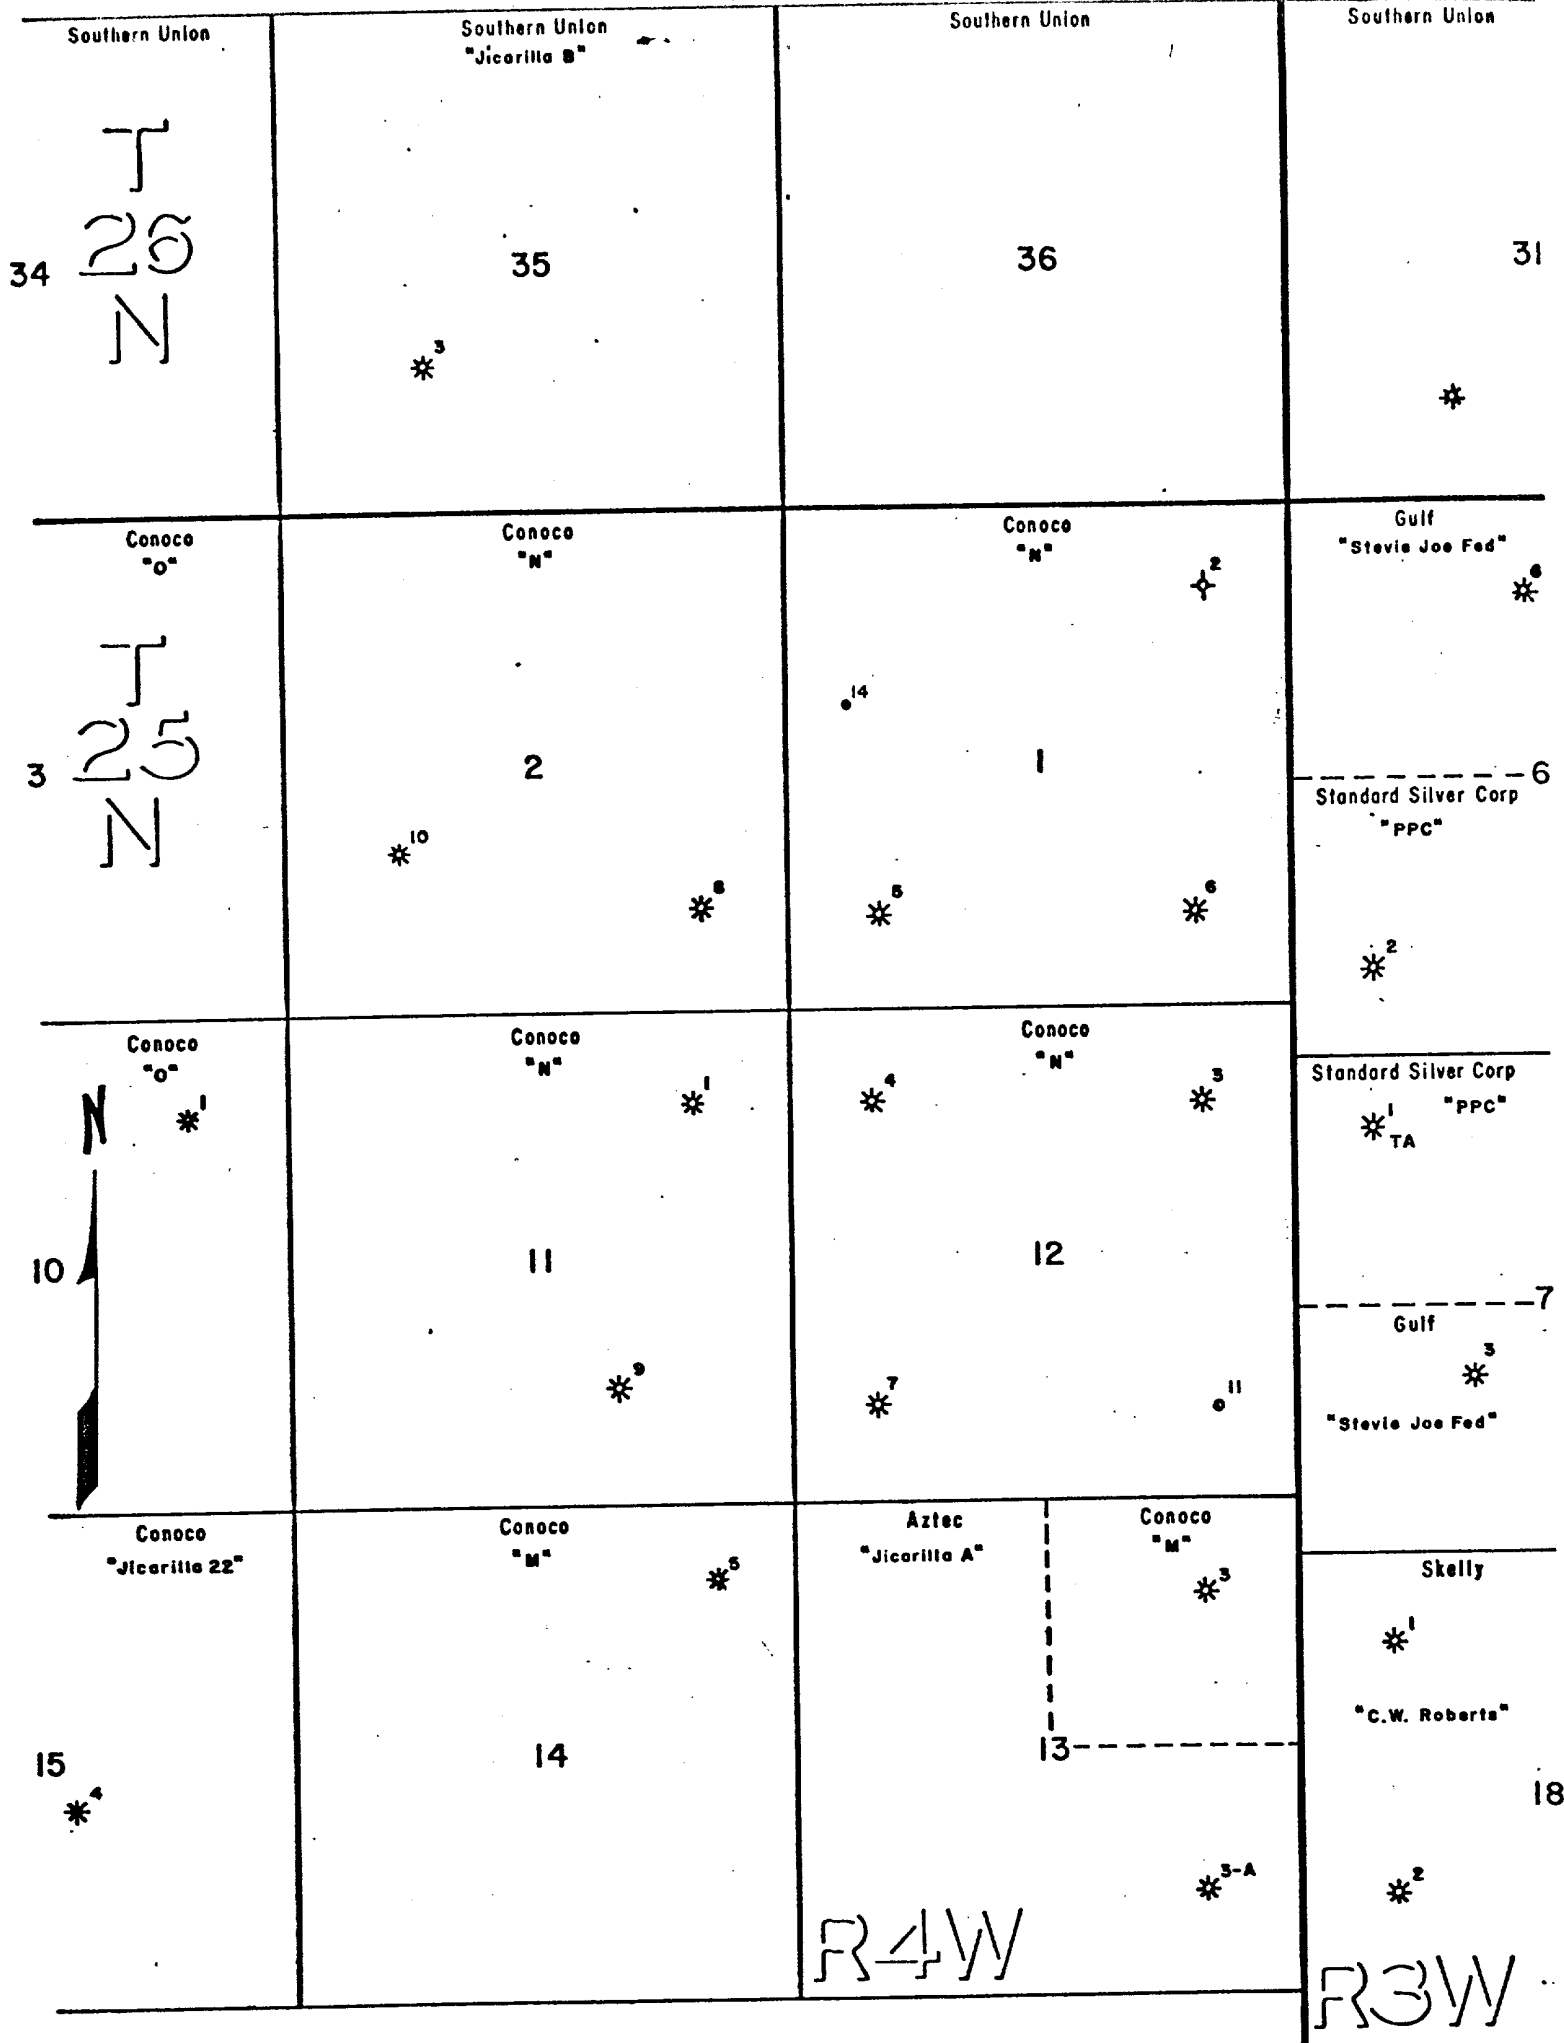 Southern Union
Southern Union
"Jicarilla B"
Southern Union
Southern Union
T
26
N
34
35
36
31
3
Conoco
"O"
Conoco
"N"
Conoco
"N"
2
Gulf
"Stevie Joe Fed"
6
T
25
N
3
2
14
1
6
Standard Silver Corp
"PPC"
10
8
5
6
2
Conoco
"O"
1
N
Conoco
"N"
1
Conoco
"N"
4
3
Standard Silver Corp
"PPC"
1
TA
10
11
12
7
Gulf
3
"Stevie Joe Fed"
9
7
11
Conoco
"Jicarilla 22"
Conoco
"M"
5
Aztec
"Jicarilla A"
Conoco
"M"
3
Skelly
1
"C.W. Roberts"
15
4
14
13
18
3-A
2
R4W
R3W